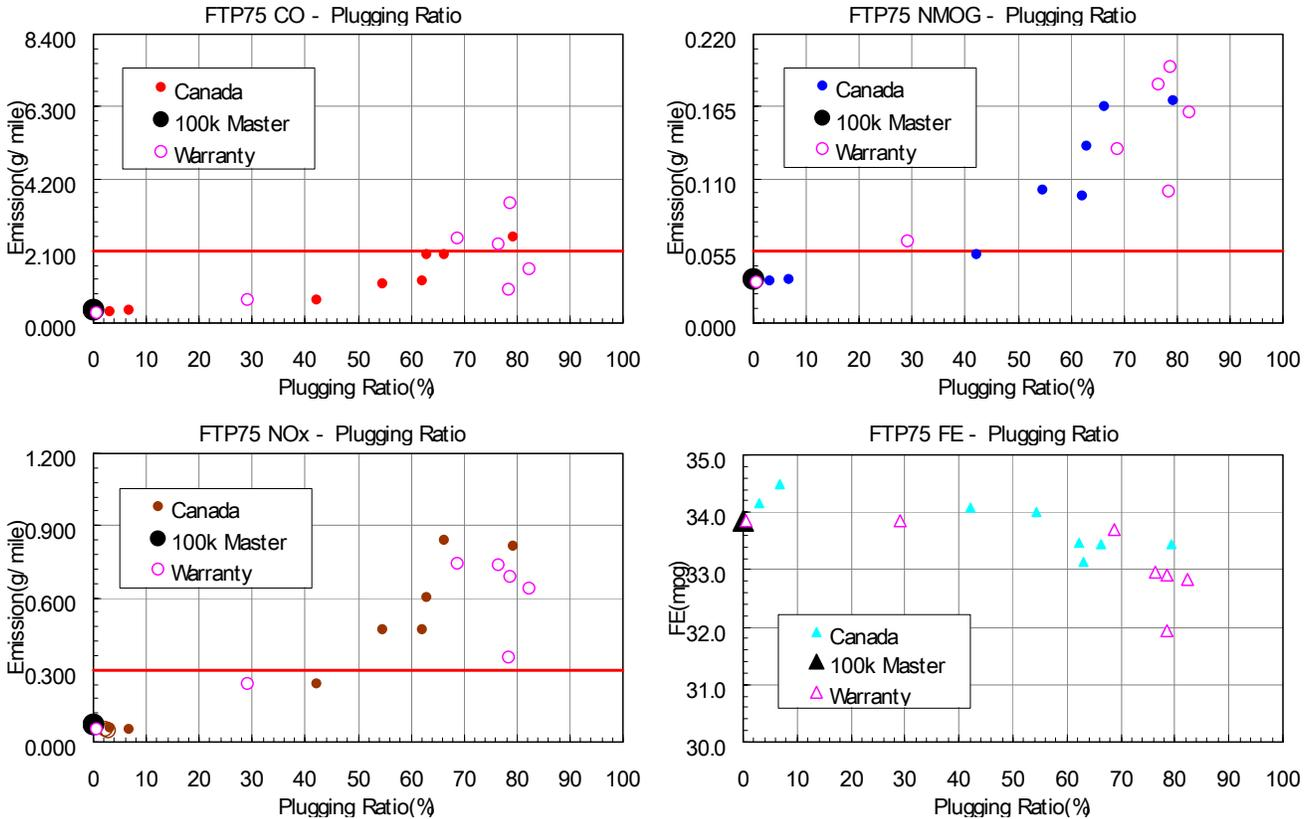 FTP75 CO - Plugging Ratio
8.400
6.300
4.200
2.100
0.000
Emission(g/ mile)
Canada
100k Master
Warranty
0 10 20 30 40 50 60 70 80 90 100
Plugging Ratio(%)
FTP75 NMOG - Plugging Ratio
0.220
0.165
0.110
0.055
0.000
Emission(g/ mile)
Canada
100k Master
Warranty
0 10 20 30 40 50 60 70 80 90 100
Plugging Ratio(%)
FTP75 NOx - Plugging Ratio
1.200
0.900
0.600
0.300
0.000
Emission(g/ mile)
Canada
100k Master
Warranty
0 10 20 30 40 50 60 70 80 90 100
Plugging Ratio(%)
FTP75 FE - Plugging Ratio
35.0
34.0
33.0
32.0
31.0
30.0
FE(mpg)
Canada
100k Master
Warranty
0 10 20 30 40 50 60 70 80 90 100
Plugging Ratio(%)